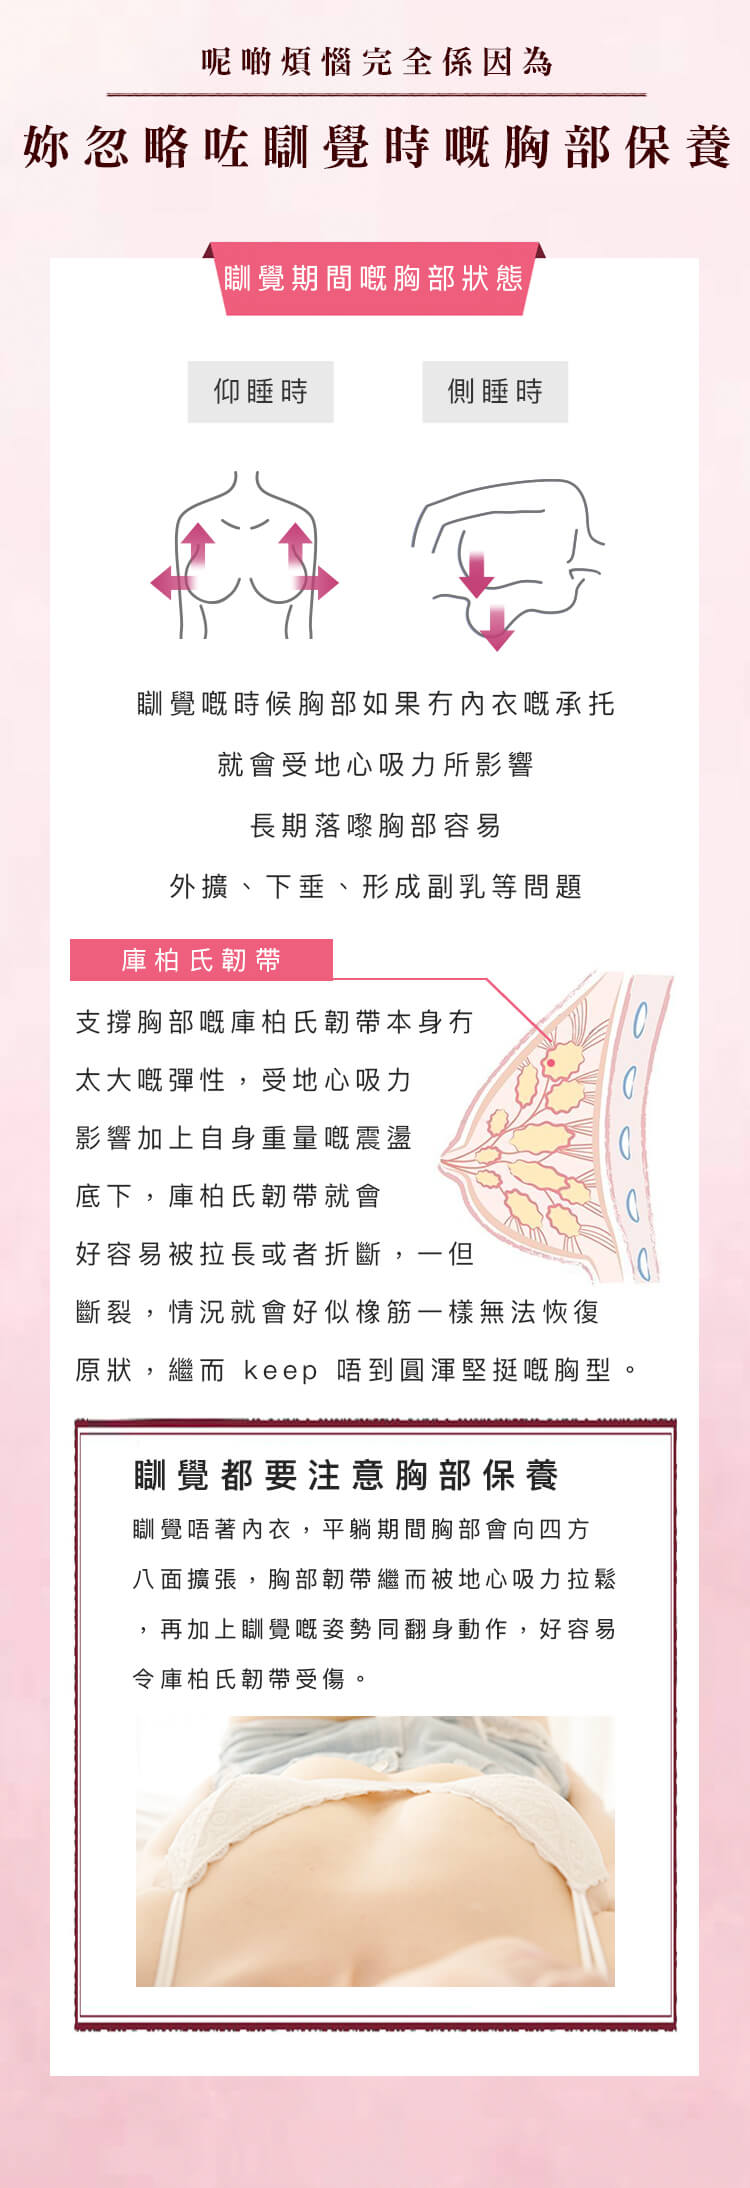 呢啲煩惱完全係因為
妳忽略咗瞓覺時嘅胸部保養
瞓覺期間嘅胸部狀態
仰睡時
側睡時
瞓覺嘅時候胸部如果冇內衣嘅承托
就會受地心吸力所影響
長期落嚟胸部容易
外擴、下垂、形成副乳等問題
庫柏氏韌帶
支撐胸部嘅庫柏氏韌帶本身冇
太大嘅彈性，受地心吸力
影響加上自身重量嘅震盪
底下，庫柏氏韌帶就會
好容易被拉長或者折斷，一但
斷裂，情況就會好似橡筋一樣無法恢復
原狀，繼而 keep 唔到圓渾堅挺嘅胸型。
瞓覺都要注意胸部保養
瞓覺唔著內衣，平躺期間胸部會向四方
八面擴張，胸部韌帶繼而被地心吸力拉鬆
，再加上瞓覺嘅姿勢同翻身動作，好容易
令庫柏氏韌帶受傷。